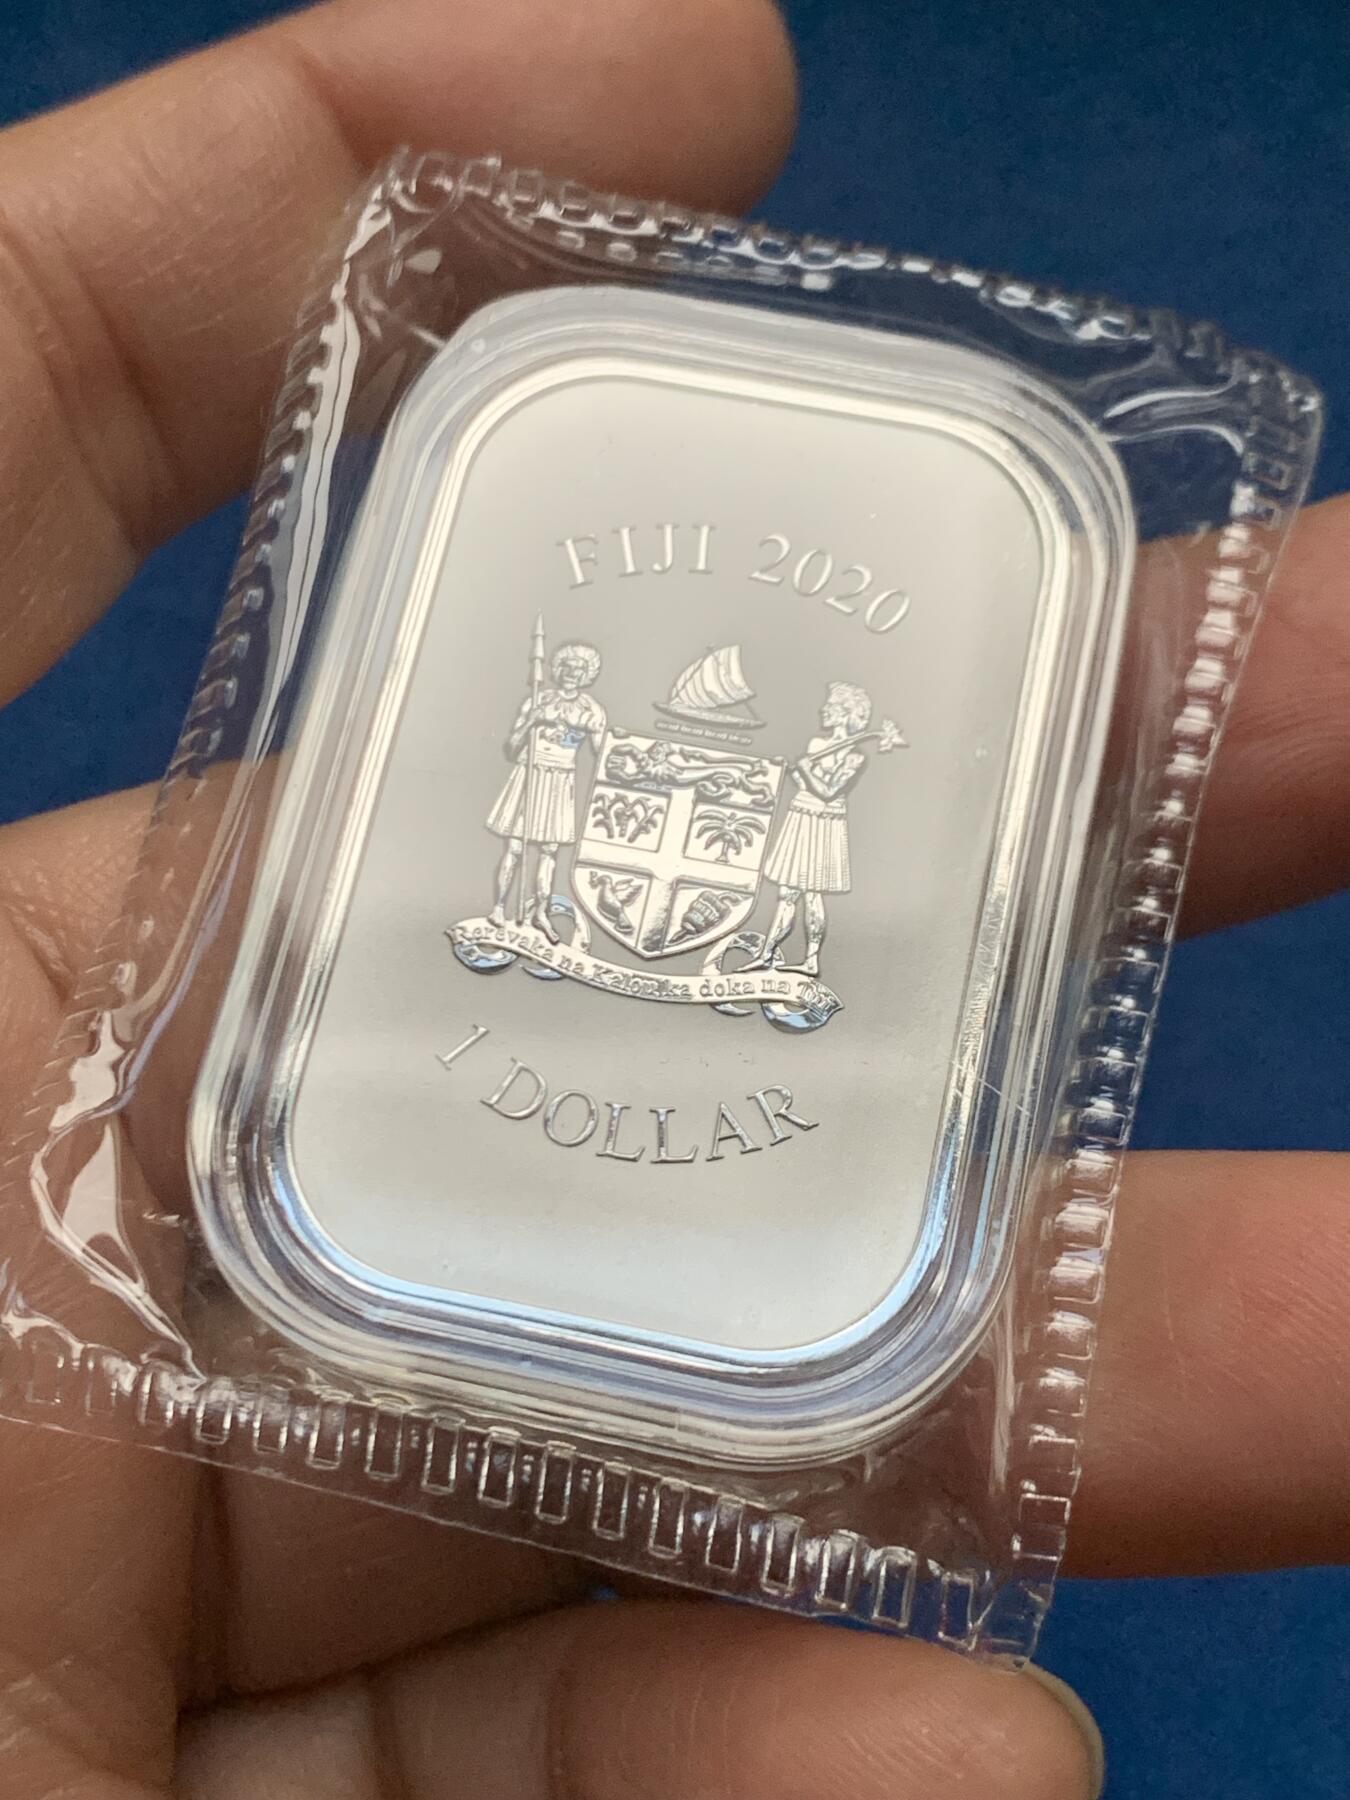 FIJI 2020
Rerevaka na Kalou ka doka na Tui
1 DOLLAR